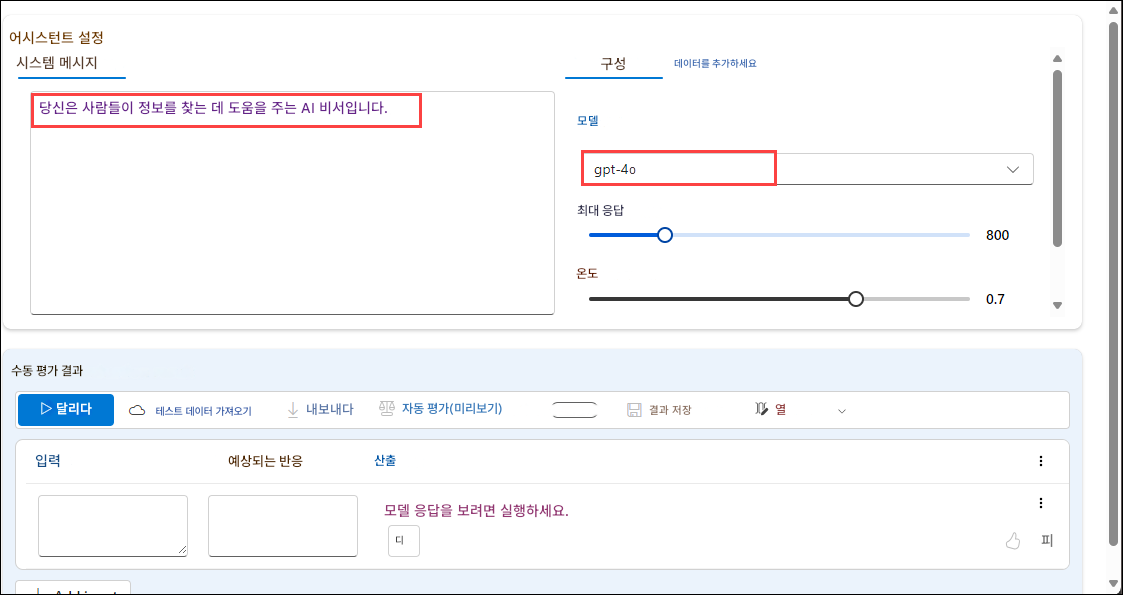 어시스턴트 설정
시스템 메시지
구성
데이터를 추가하세요
당신은 사람들이 정보를 찾는 데 도움을 주는 AI 비서입니다.
모델
gpt-4o
최대 응답
800
온도
0.7
수동 평가 결과
달리다
테스트 데이터 가져오기
내보내다
자동 평가(미리보기)
결과 저장
열
입력
예상되는 반응
산출
모델 응답을 보려면 실행하세요.
디
피